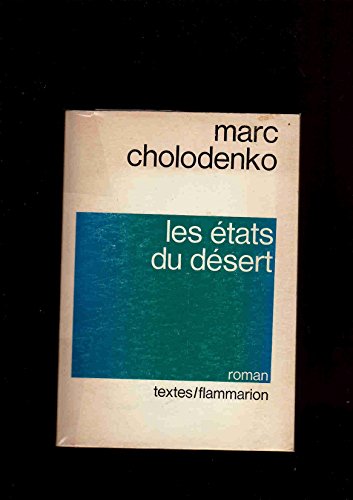 marc
cholodenko
les états
du désert
roman
textes/flammarion